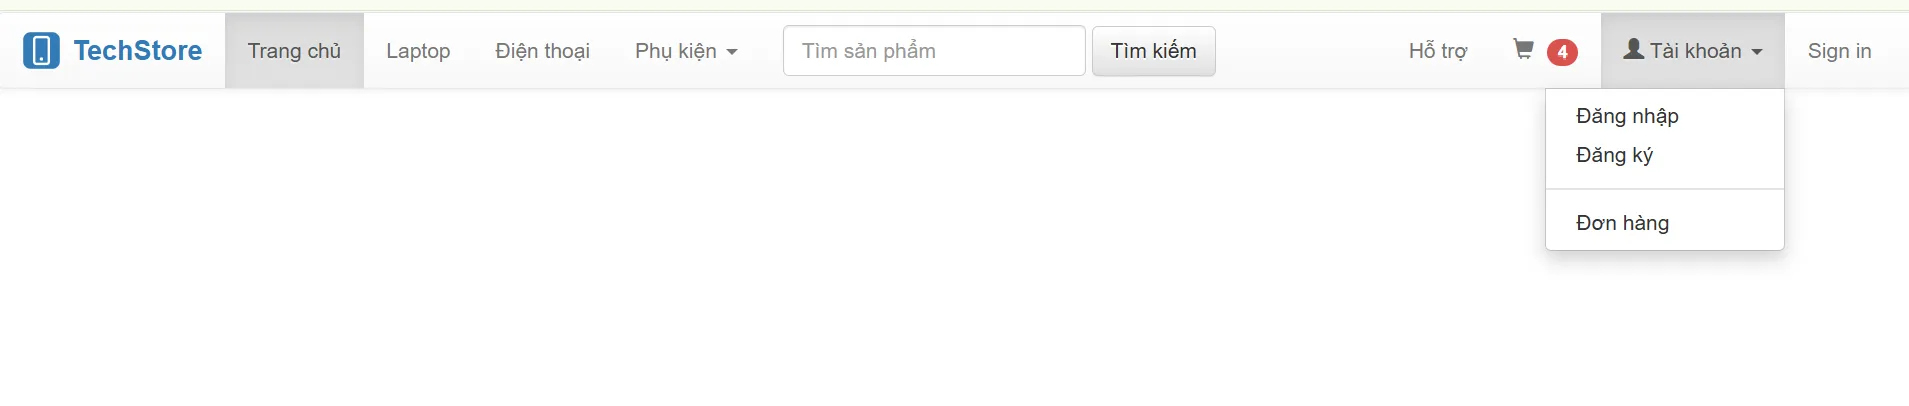 TechStore Trang chủ Laptop Điện thoại Phụ kiện Tìm sản phẩm Tìm kiếm Hỗ trợ 4 Tài khoản Sign in
Đăng nhập
Đăng ký
Đơn hàng